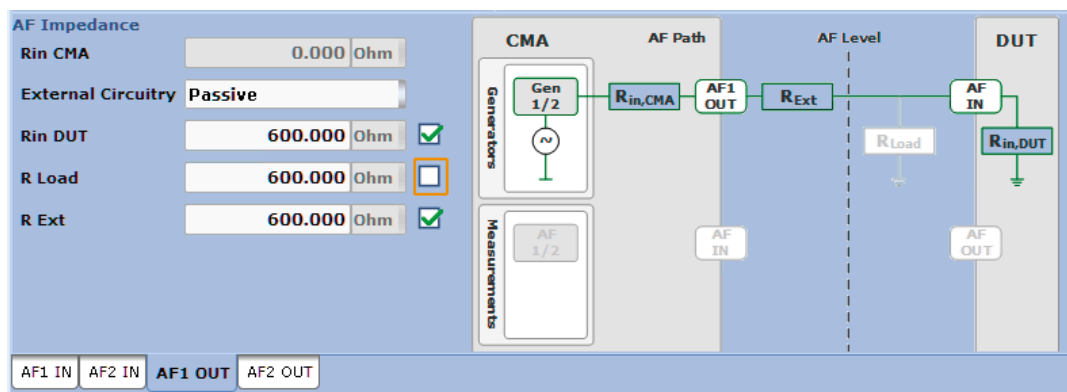 AF Impedance
Rin CMA 0.000 Ohm
External Circuitry Passive
Rin DUT 600.000 Ohm
R Load 600.000 Ohm
R Ext 600.000 Ohm
CMA AF Path AF Level DUT
Generators
Gen
1/2
~
Rin,CMA
AF1
OUT
RExt
RLoad
AF
IN
Rin,DUT
Measurements
AF
1/2
AF
IN
AF
OUT
AF1 IN AF2 IN AF1 OUT AF2 OUT